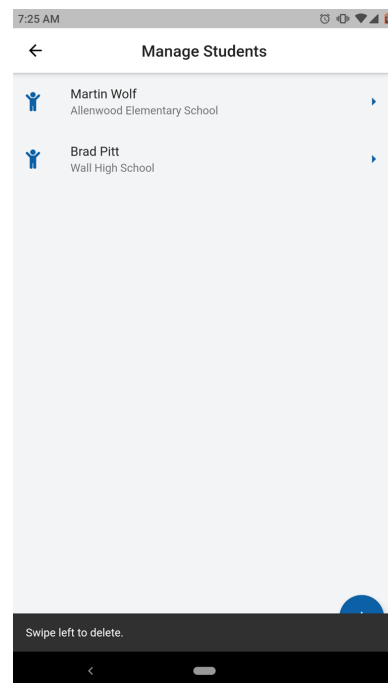 7:25 AM
Manage Students
Martin Wolf
Allenwood Elementary School
Brad Pitt
Wall High School
Swipe left to delete.